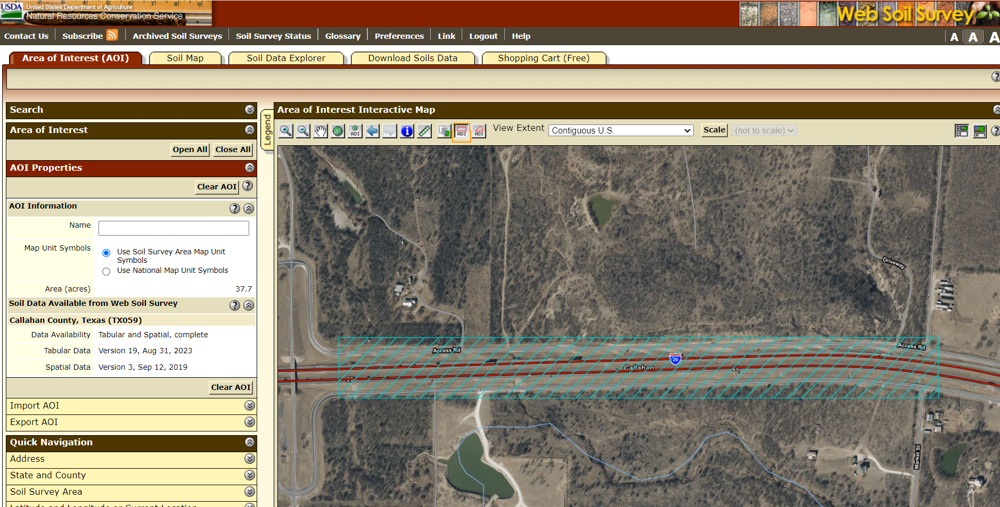 USDA United States Department of Agriculture
Natural Resources Conservation Service
Web Soil Survey
Contact Us Subscribe Archived Soil Surveys Soil Survey Status Glossary Preferences Link Logout Help
A A A
Area of Interest (AOI) Soil Map Soil Data Explorer Download Soils Data Shopping Cart (Free)
Search
Area of Interest
Open All Close All
AOI Properties
Clear AOI
AOI Information
Name
Map Unit Symbols
Use Soil Survey Area Map Unit
Symbols
Use National Map Unit Symbols
Area (acres) 37.7
Soil Data Available from Web Soil Survey
Callahan County, Texas (TX059)
Data Availability Tabular and Spatial, complete
Tabular Data Version 19, Aug 31, 2023
Spatial Data Version 3, Sep 12, 2019
Clear AOI
Import AOI
Export AOI
Quick Navigation
Address
State and County
Soil Survey Area
Latitude and Longitude or Current Location
Legend
Area of Interest Interactive Map
AOI AOI AOI View Extent Contiguous U.S. Scale (not to scale)
Driveway
Access Rd
Access Rd
20
Callahan
20
Market St